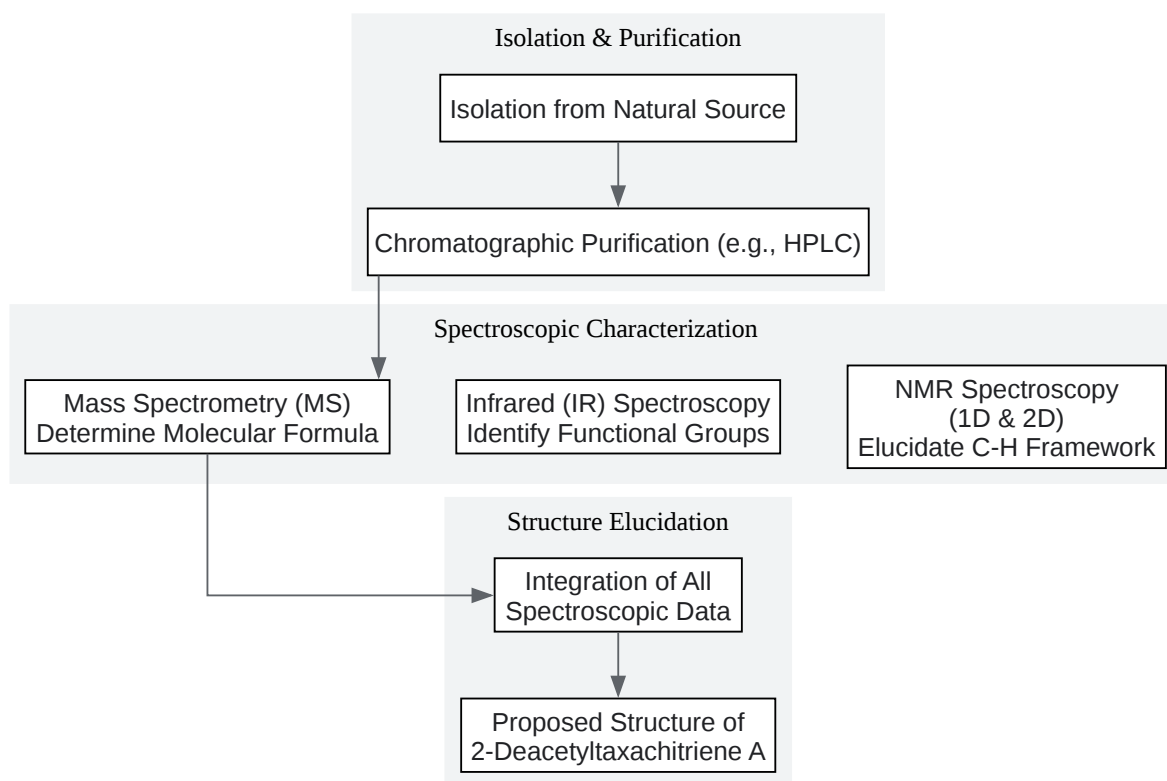 Isolation & Purification
Isolation from Natural Source
Chromatographic Purification (e.g., HPLC)
Spectroscopic Characterization
Mass Spectrometry (MS)
Determine Molecular Formula
Infrared (IR) Spectroscopy
Identify Functional Groups
NMR Spectroscopy
(1D & 2D)
Elucidate C-H Framework
Structure Elucidation
Integration of All
Spectroscopic Data
Proposed Structure of
2-Deacetyltaxachitriene A